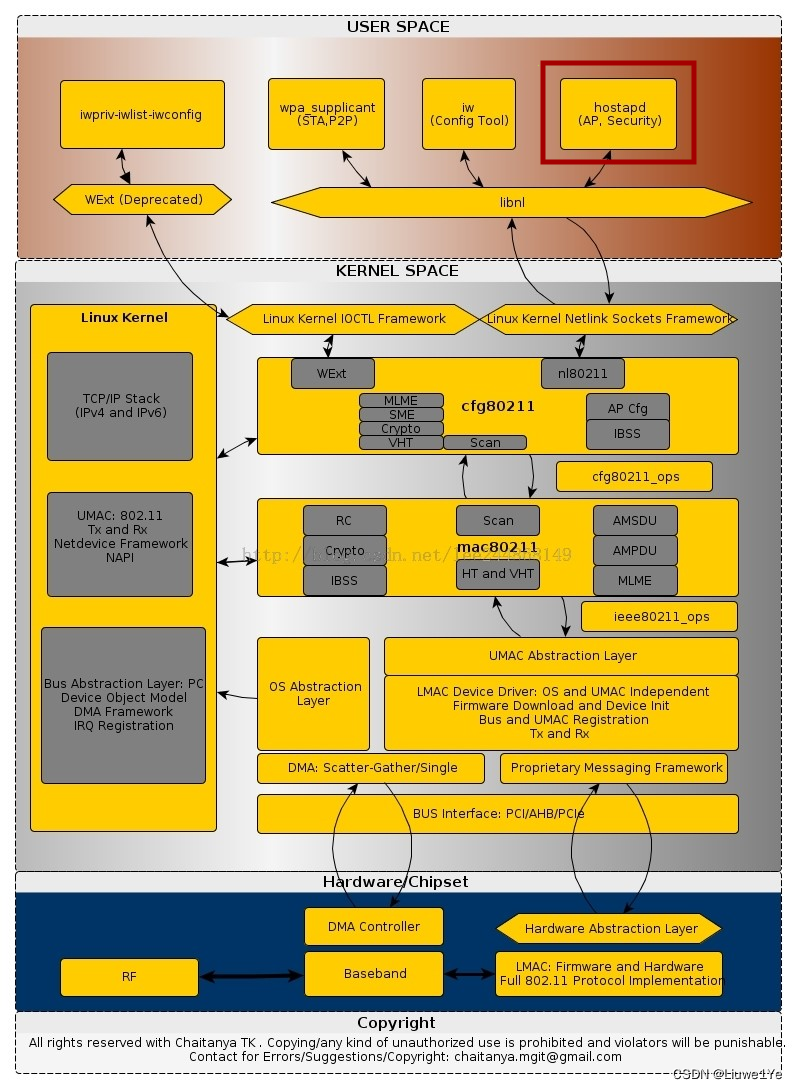 USER SPACE
iwpriv-iwlist-iwconfig
wpa_supplicant
(STA,P2P)
iw
(Config Tool)
hostapd
(AP, Security)
WExt (Deprecated)
libnl
KERNEL SPACE
Linux Kernel
Linux Kernel IOCTL Framework
Linux Kernel Netlink Sockets Framework
TCP/IP Stack
(IPv4 and IPv6)
WExt
nl80211
MLME
SME
Crypto
VHT
Scan
cfg80211
AP Cfg
IBSS
cfg80211_ops
UMAC: 802.11
Tx and Rx
Netdevice Framework
NAPI
RC
Crypto
IBSS
Scan
mac80211
HT and VHT
AMSDU
AMPDU
MLME
ieee80211_ops
Bus Abstraction Layer: PC
Device Object Model
DMA Framework
IRQ Registration
OS Abstraction
Layer
UMAC Abstraction Layer
LMAC Device Driver: OS and UMAC Independent
Firmware Download and Device Init
Bus and UMAC Registration
Tx and Rx
DMA: Scatter-Gather/Single
Proprietary Messaging Framework
BUS Interface: PCI/AHB/PCIe
Hardware/Chipset
DMA Controller
Hardware Abstraction Layer
RF
Baseband
LMAC: Firmware and Hardware
Full 802.11 Protocol Implementation
Copyright
All rights reserved with Chaitanya TK . Copying/any kind of unauthorized use is prohibited and violators will be punishable.
Contact for Errors/Suggestions/Copyright: chaitanya.mgit@gmail.com
CSDN @Liuwe1Ye